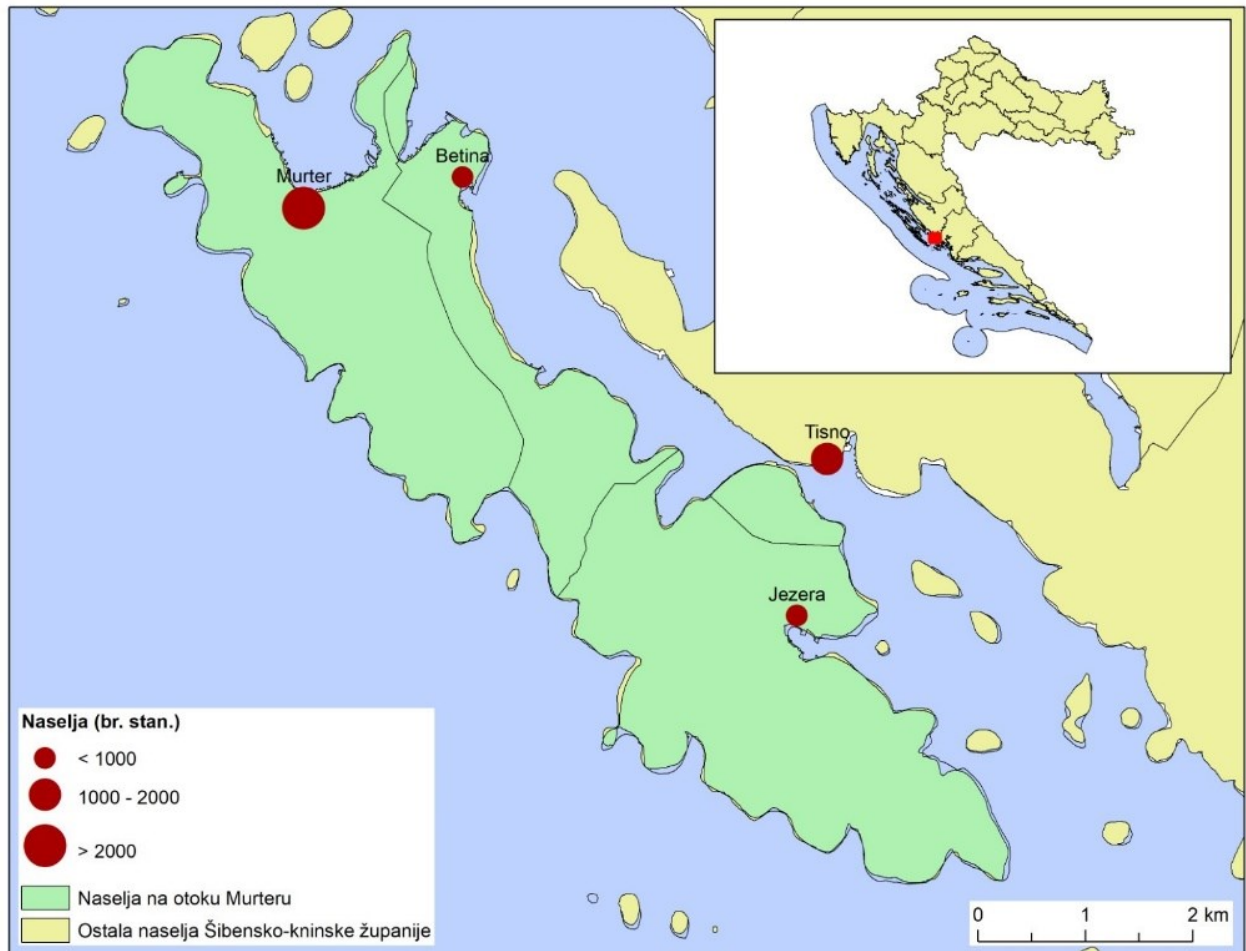 Betina
Murter
Tisno
Jezera
Naselja (br. stan.)
< 1000
1000 - 2000
> 2000
Naselja na otoku Murteru
Ostala naselja Šibensko-kninske županije
0 1 2 km